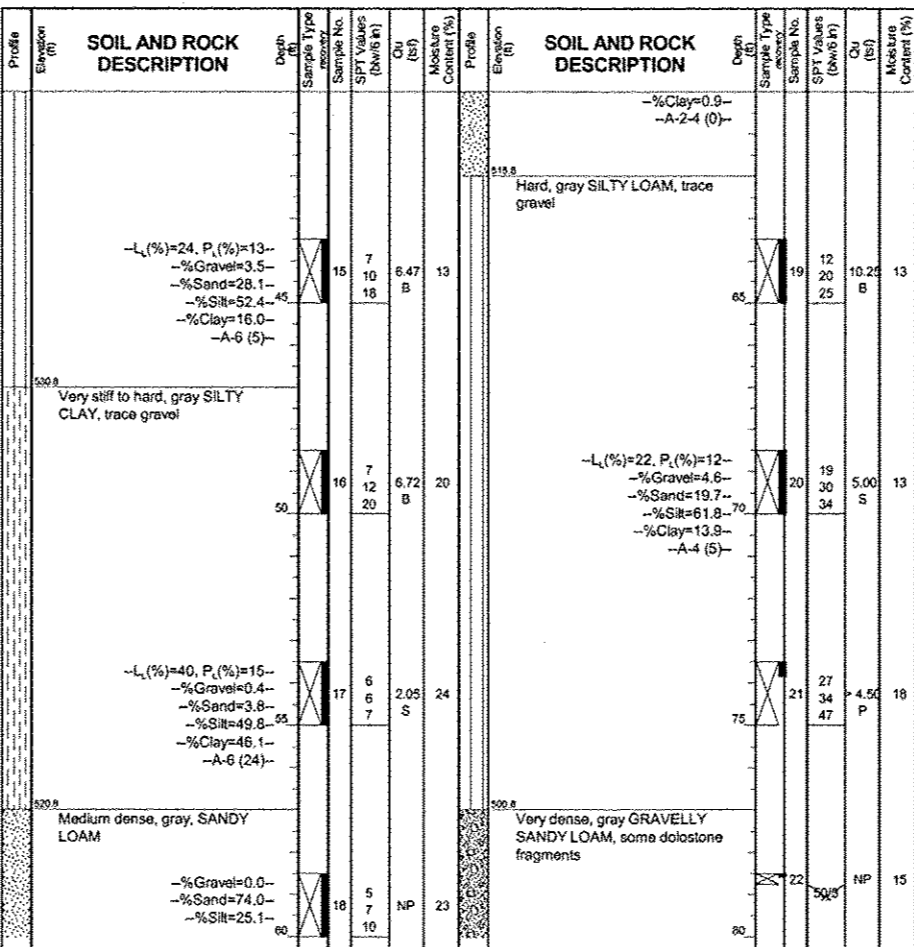 Profile
Elevation (ft)
SOIL AND ROCK DESCRIPTION
Depth (ft)
Sample Type recovery
Sample No.
SPT Values (blw/6 in)
Qu (tsf)
Moisture Content (%)
--LL(%)=24, PL(%)=13--
--%Gravel=3.5--
--%Sand=28.1--
--%Silt=52.4-- 45
--%Clay=16.0--
--A-6 (5)--
15
7
10
18
6.47
B
13
530.8
Very stiff to hard, gray SILTY
CLAY, trace gravel
50
16
7
12
20
6.72
B
20
--LL(%)=40, PL(%)=15--
--%Gravel=0.4--
--%Sand=3.8--
--%Silt=49.8-- 55
--%Clay=46.1--
--A-6 (24)--
17
6
6
7
2.05
S
24
520.8
Medium dense, gray, SANDY
LOAM
--%Gravel=0.0--
--%Sand=74.0--
--%Silt=25.1--
60
18
5
7
10
NP
23
Profile
Elevation (ft)
SOIL AND ROCK DESCRIPTION
Depth (ft)
Sample Type recovery
Sample No.
SPT Values (blw/6 in)
Qu (tsf)
Moisture Content (%)
--%Clay=0.9--
--A-2-4 (0)--
515.8
Hard, gray SILTY LOAM, trace
gravel
65
19
12
20
25
10.25
B
13
--LL(%)=22, PL(%)=12--
--%Gravel=4.6--
--%Sand=19.7-- 70
--%Silt=61.8--
--%Clay=13.9--
--A-4 (5)--
20
19
30
34
5.00
S
13
75
21
27
34
47
> 4.50
P
18
500.8
Very dense, gray GRAVELLY
SANDY LOAM, some dolostone
fragments
80
22
NP
15